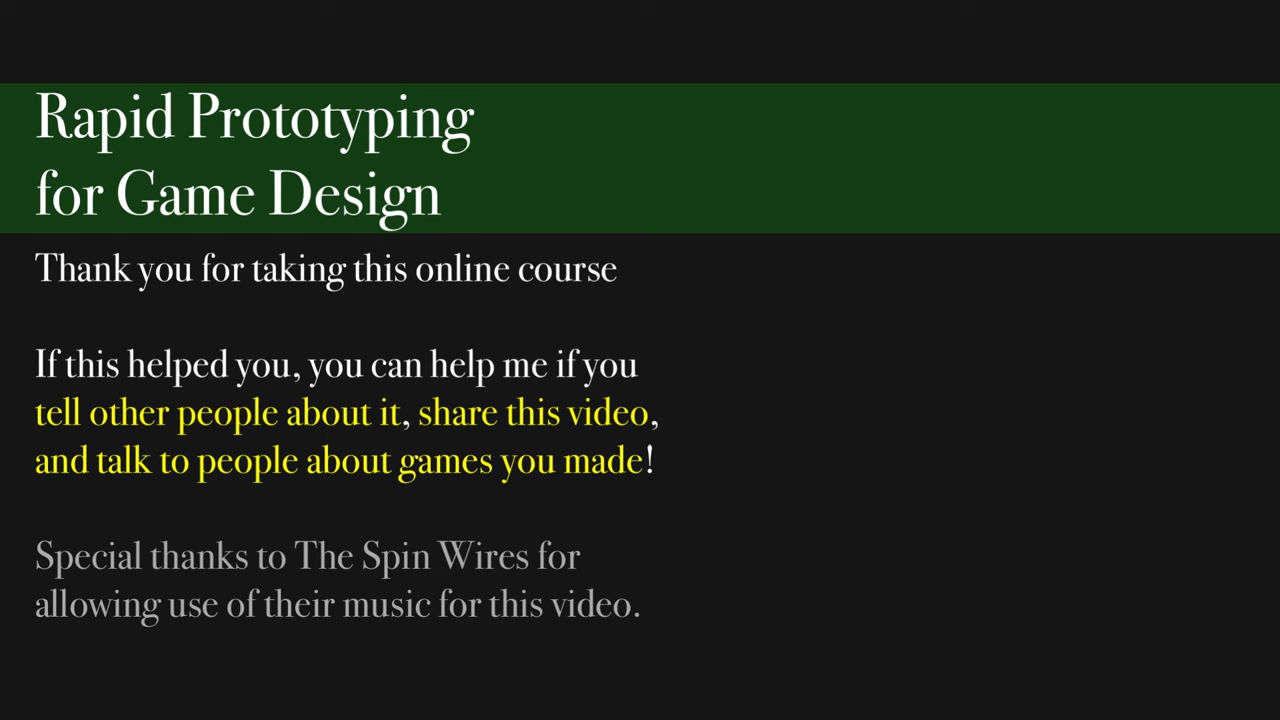 Rapid Prototyping
for Game Design
Thank you for taking this online course
If this helped you, you can help me if you
tell other people about it, share this video,
and talk to people about games you made!
Special thanks to The Spin Wires for
allowing use of their music for this video.